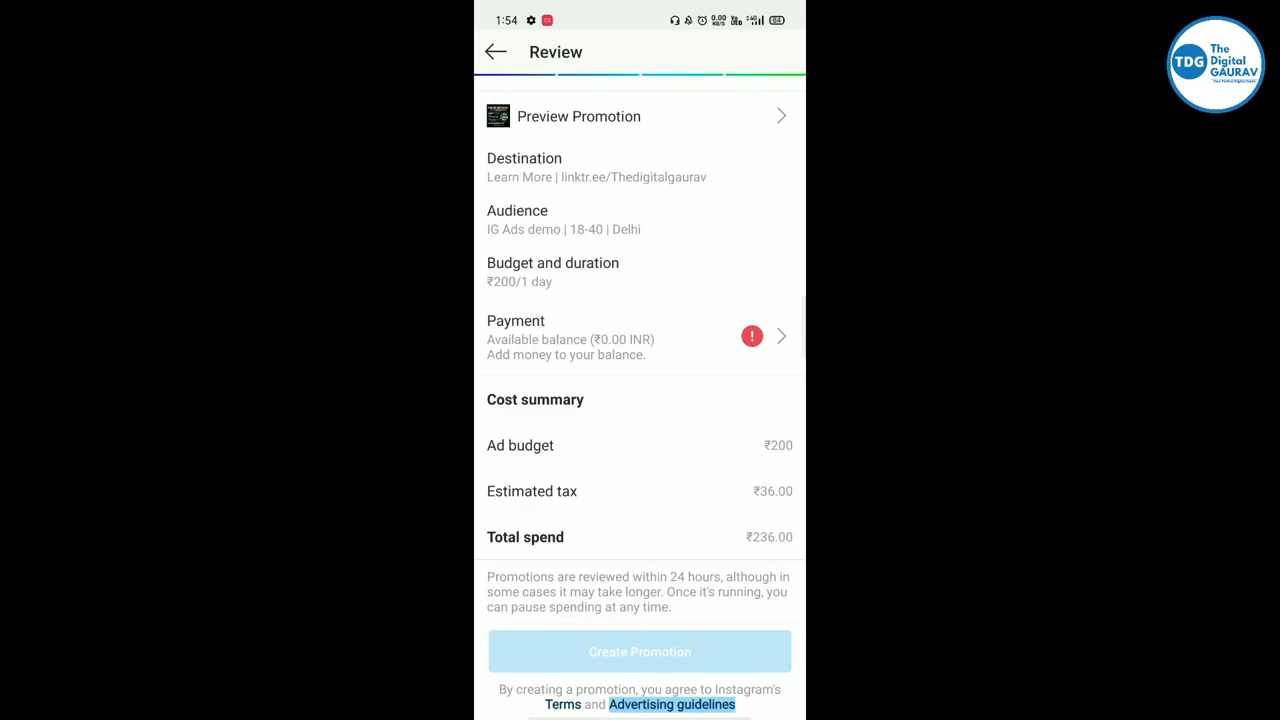 1:54
0.00
KB/S
84
Review
TDG
The
Digital
GAURAV
Preview Promotion
Destination
Learn More | linktr.ee/Thedigitalgaurav
Audience
IG Ads demo | 18-40 | Delhi
Budget and duration
₹200/1 day
Payment
Available balance (₹0.00 INR)
Add money to your balance.
Cost summary
Ad budget
₹200
Estimated tax
₹36.00
Total spend
₹236.00
Promotions are reviewed within 24 hours, although in
some cases it may take longer. Once it's running, you
can pause spending at any time.
Create Promotion
By creating a promotion, you agree to Instagram's
Terms and Advertising guidelines